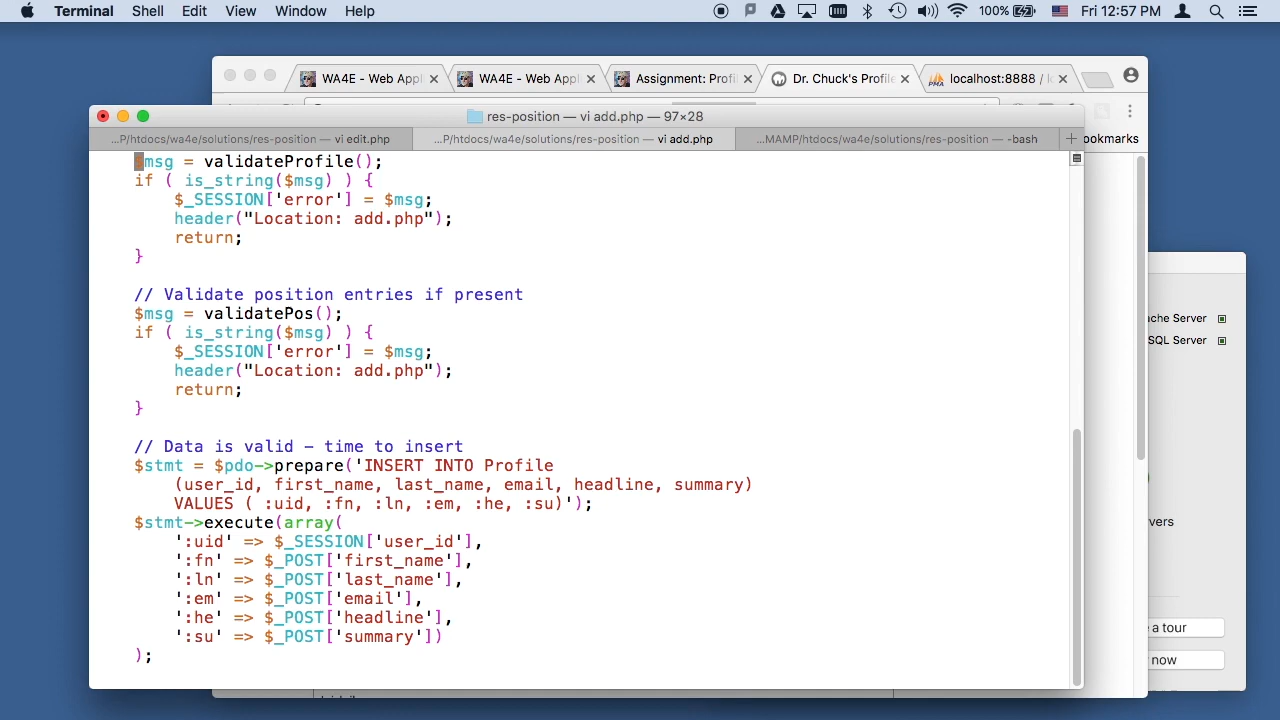 Terminal Shell Edit View Window Help 100% Fri 12:57 PM
WA4E - Web Appl WA4E - Web Appl Assignment: Profi Dr. Chuck's Profile localhost:8888 / lo
res-position — vi add.php — 97×28
...P/htdocs/wa4e/solutions/res-position — vi edit.php ...P/htdocs/wa4e/solutions/res-position — vi add.php ...MAMP/htdocs/wa4e/solutions/res-position — -bash + ookmarks
$msg = validateProfile();
if ( is_string($msg) ) {
$_SESSION['error'] = $msg;
header("Location: add.php");
return;
}
// Validate position entries if present
$msg = validatePos();
if ( is_string($msg) ) {
$_SESSION['error'] = $msg;
header("Location: add.php");
return;
}
// Data is valid – time to insert
$stmt = $pdo->prepare('INSERT INTO Profile
(user_id, first_name, last_name, email, headline, summary)
VALUES ( :uid, :fn, :ln, :em, :he, :su)');
$stmt->execute(array(
':uid' => $_SESSION['user_id'],
':fn' => $_POST['first_name'],
':ln' => $_POST['last_name'],
':em' => $_POST['email'],
':he' => $_POST['headline'],
':su' => $_POST['summary'])
);
che Server
SQL Server
vers
a tour
now